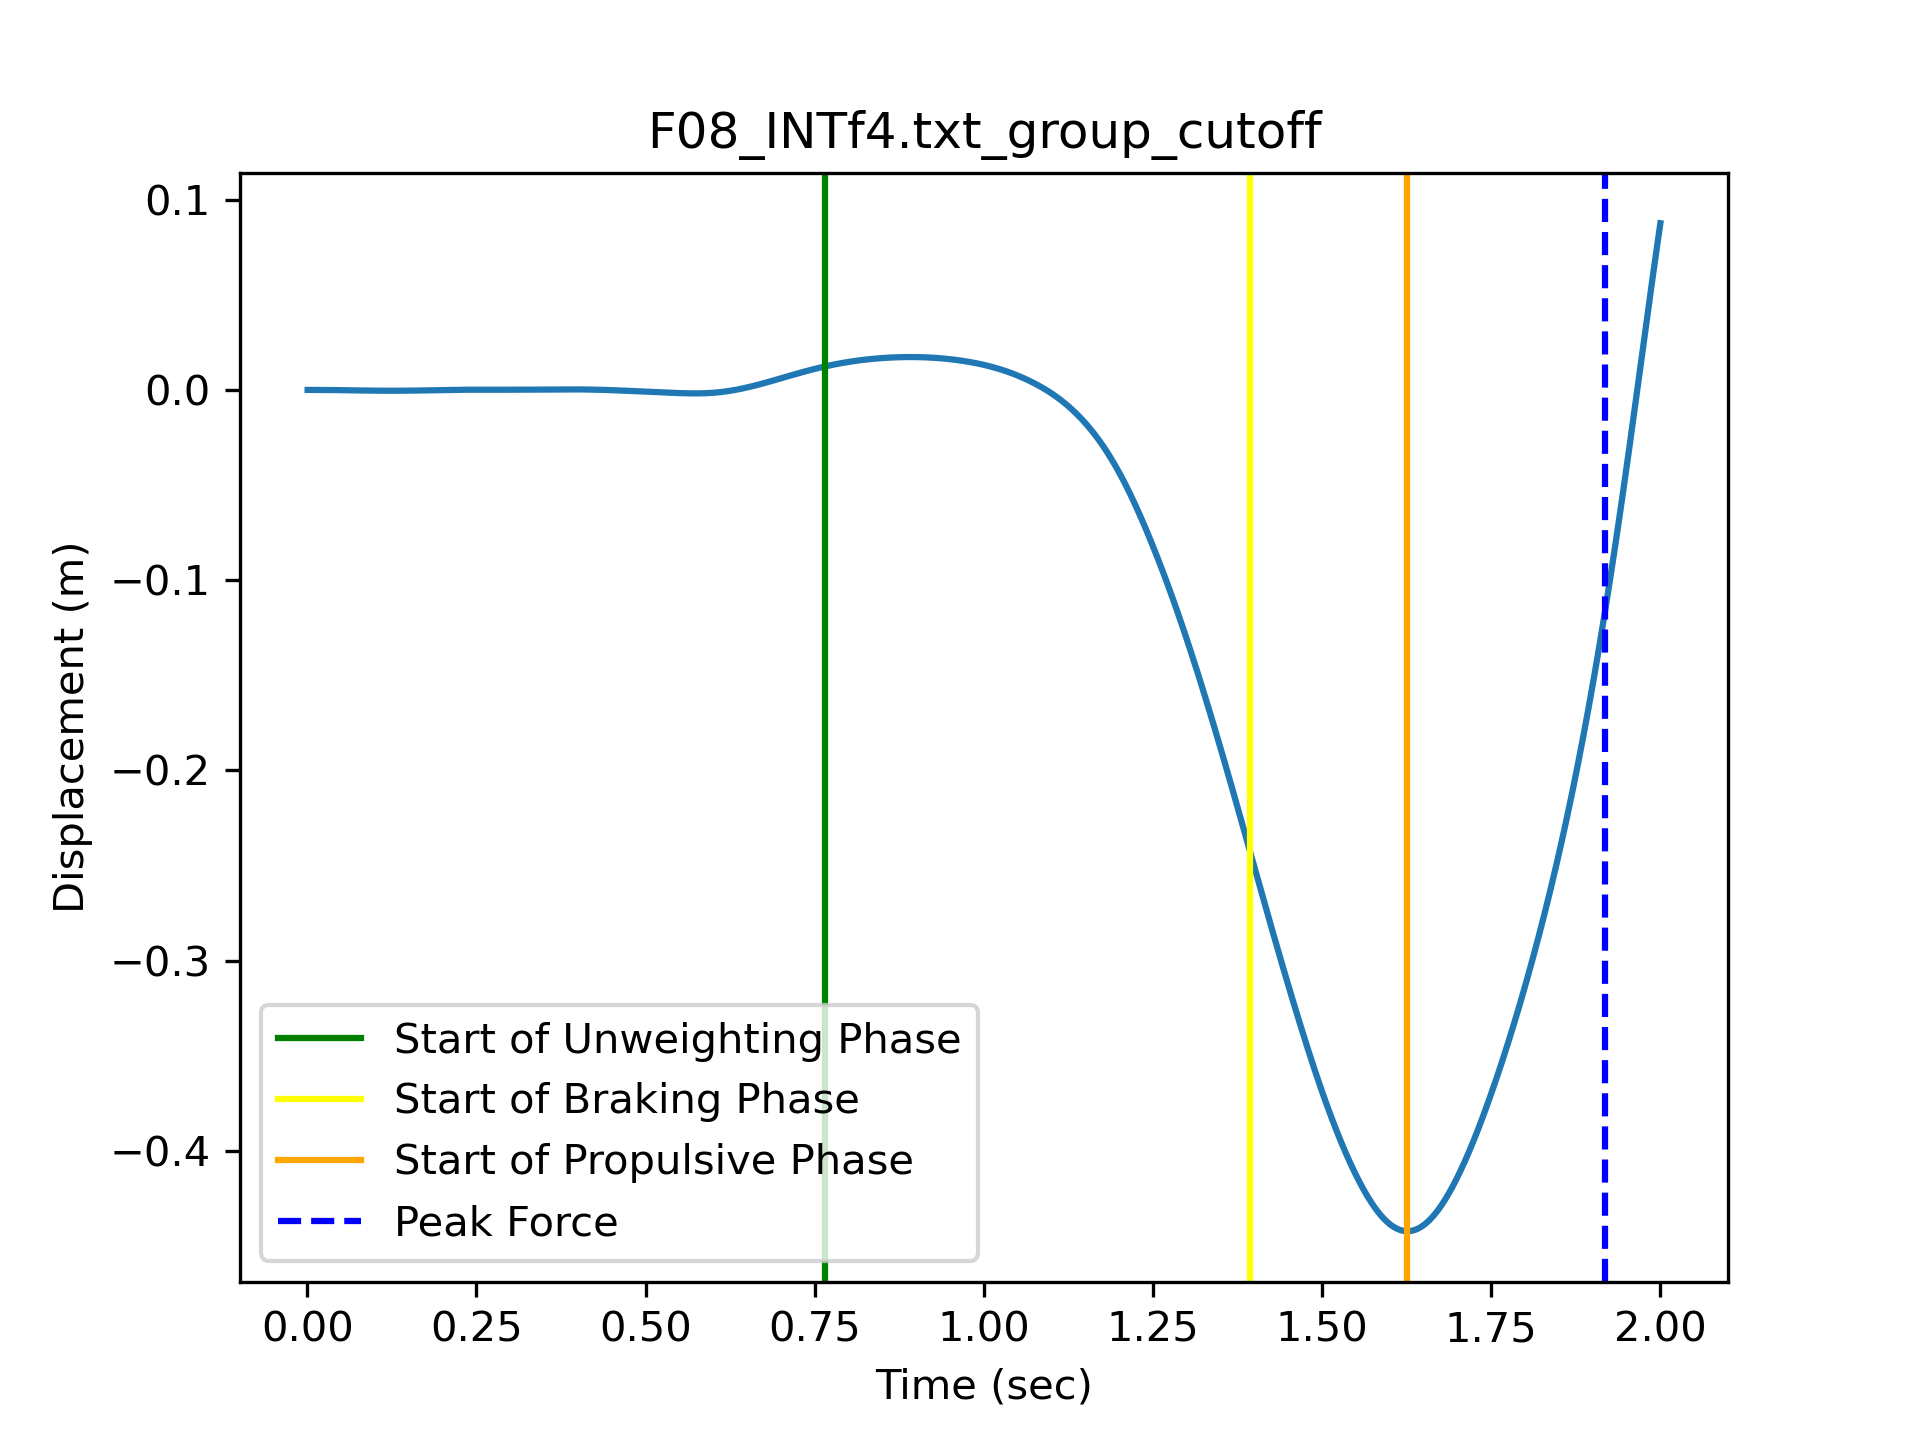 F08_INTf4.txt_group_cutoff
0.1
0.0
−0.1
−0.2
−0.3
−0.4
Displacement (m)
Start of Unweighting Phase
Start of Braking Phase
Start of Propulsive Phase
Peak Force
0.00 0.25 0.50 0.75 1.00 1.25 1.50 1.75 2.00
Time (sec)